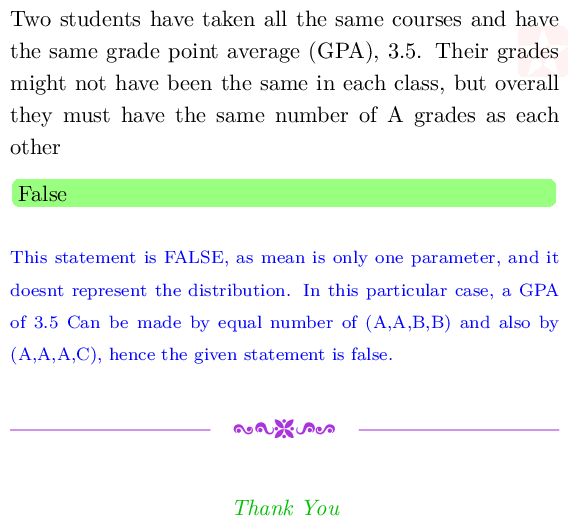 Two students have taken all the same courses and have
the same grade point average (GPA), 3.5. Their grades
might not have been the same in each class, but overall
they must have the same number of A grades as each
other
False
This statement is FALSE, as mean is only one parameter, and it
doesnt represent the distribution. In this particular case, a GPA
of 3.5 Can be made by equal number of (A,A,B,B) and also by
(A,A,A,C), hence the given statement is false.
Thank You